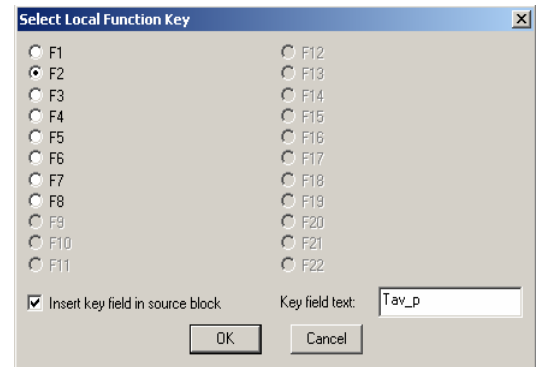 Select Local Function Key
F1
F2
F3
F4
F5
F6
F7
F8
F9
F10
F11
F12
F13
F14
F15
F16
F17
F18
F19
F20
F21
F22
Insert key field in source block
Key field text: Tav_p
OK Cancel